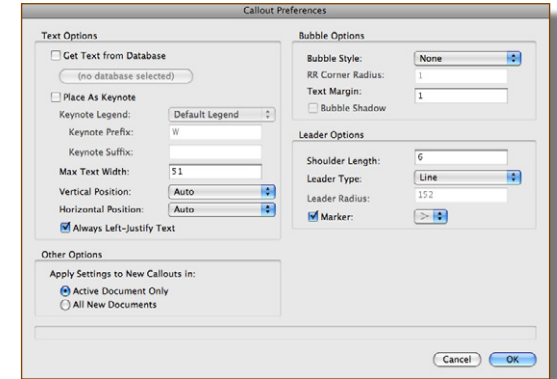 Callout Preferences
Text Options
Get Text from Database
(no database selected)
Place As Keynote
Keynote Legend: Default Legend
Keynote Prefix: W
Keynote Suffix:
Max Text Width: 51
Vertical Position: Auto
Horizontal Position: Auto
Always Left-Justify Text
Other Options
Apply Settings to New Callouts in:
Active Document Only
All New Documents
Bubble Options
Bubble Style: None
RR Corner Radius: 1
Text Margin: 1
Bubble Shadow
Leader Options
Shoulder Length: 6
Leader Type: Line
Leader Radius: 152
Marker:
Cancel OK